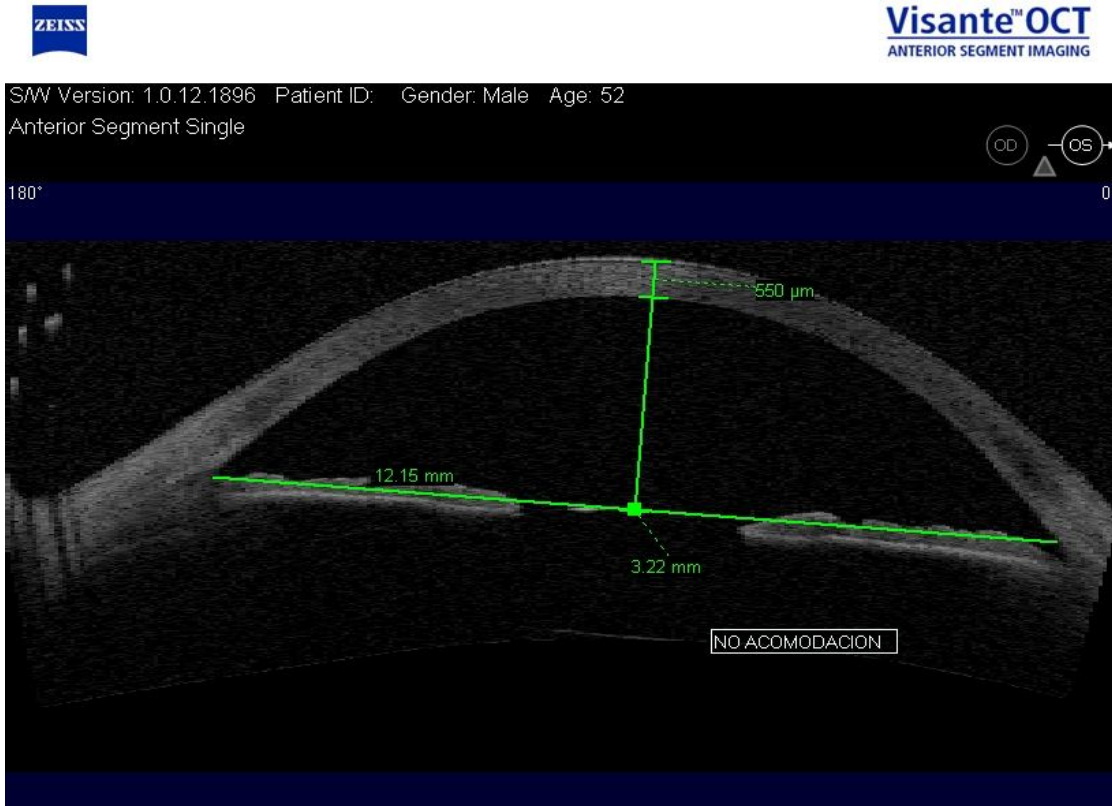 ZEISS
Visante™OCT
ANTERIOR SEGMENT IMAGING
S/W Version: 1.0.12.1896 Patient ID: Gender: Male Age: 52
Anterior Segment Single
OD OS
180° 0
550 µm
12.15 mm
3.22 mm
NO ACOMODACION